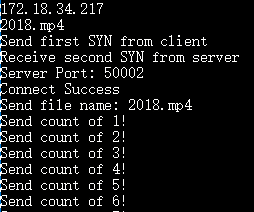 172.18.34.217
2018.mp4
Send first SYN from client
Receive second SYN from server
Server Port: 50002
Connect Success
Send file name: 2018.mp4
Send count of 1!
Send count of 2!
Send count of 3!
Send count of 4!
Send count of 5!
Send count of 6!